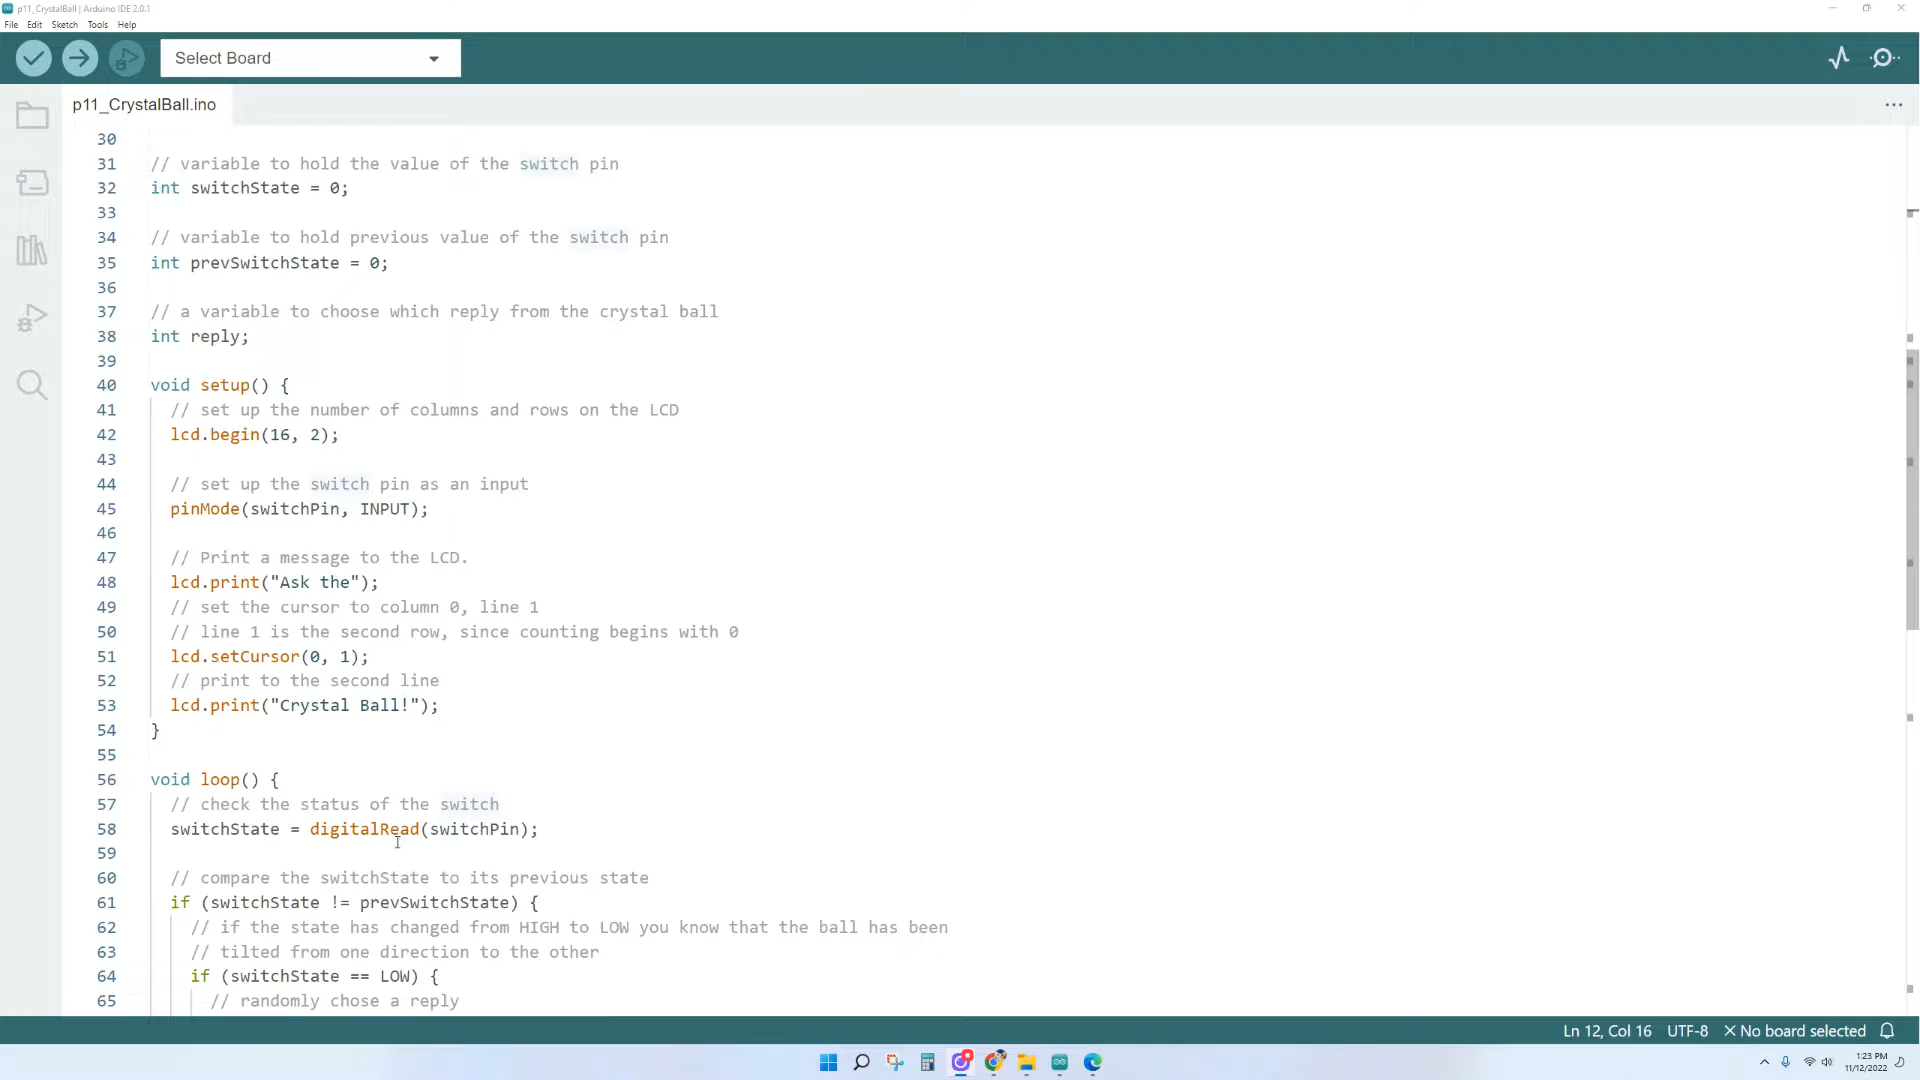 p11_CrystalBall | Arduino IDE 2.0.1
File Edit Sketch Tools Help
Select Board
p11_CrystalBall.ino
30
31 // variable to hold the value of the switch pin
32 int switchState = 0;
33
34 // variable to hold previous value of the switch pin
35 int prevSwitchState = 0;
36
37 // a variable to choose which reply from the crystal ball
38 int reply;
39
40 void setup() {
41 // set up the number of columns and rows on the LCD
42 lcd.begin(16, 2);
43
44 // set up the switch pin as an input
45 pinMode(switchPin, INPUT);
46
47 // Print a message to the LCD.
48 lcd.print("Ask the");
49 // set the cursor to column 0, line 1
50 // line 1 is the second row, since counting begins with 0
51 lcd.setCursor(0, 1);
52 // print to the second line
53 lcd.print("Crystal Ball!");
54 }
55
56 void loop() {
57 // check the status of the switch
58 switchState = digitalRead(switchPin);
59
60 // compare the switchState to its previous state
61 if (switchState != prevSwitchState) {
62 // if the state has changed from HIGH to LOW you know that the ball has been
63 // tilted from one direction to the other
64 if (switchState == LOW) {
65 // randomly chose a reply
Ln 12, Col 16 UTF-8 No board selected
1:23 PM
11/12/2022